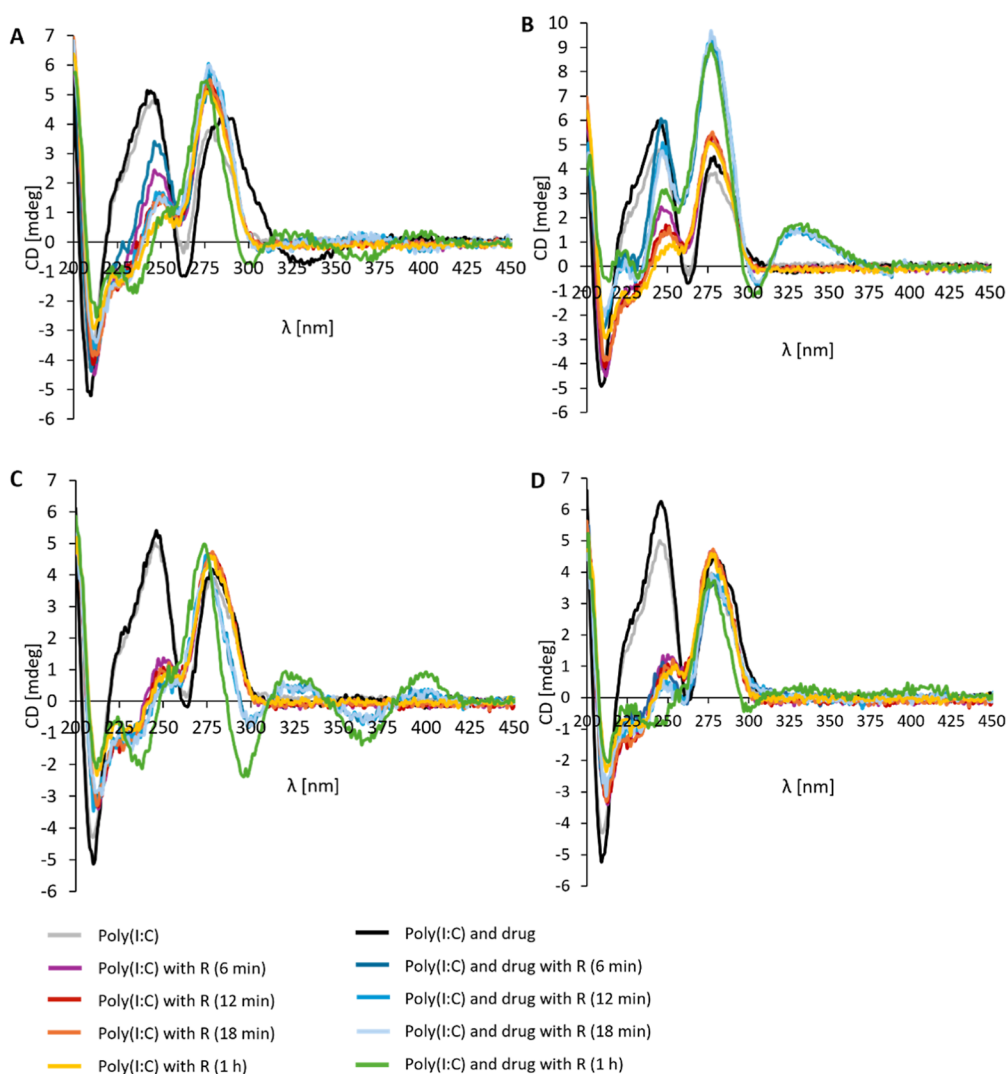 A
7
6
5
4
3
2
1
0
-1
-2
-3
-4
-5
-6
CD [mdeg]
200 225 250 275 300 325 350 375 400 425 450
λ [nm]
B
10
9
8
7
6
5
4
3
2
1
0
-1
-2
-3
-4
-5
-6
CD [mdeg]
200 225 250 275 300 325 350 375 400 425 450
λ [nm]
C
7
6
5
4
3
2
1
0
-1
-2
-3
-4
-5
-6
CD [mdeg]
200 225 250 275 300 325 350 375 400 425 450
λ [nm]
D
7
6
5
4
3
2
1
0
-1
-2
-3
-4
-5
-6
CD [mdeg]
200 225 250 275 300 325 350 375 400 425 450
λ [nm]
Poly(I:C)
Poly(I:C) with R (6 min)
Poly(I:C) with R (12 min)
Poly(I:C) with R (18 min)
Poly(I:C) with R (1 h)
Poly(I:C) and drug
Poly(I:C) and drug with R (6 min)
Poly(I:C) and drug with R (12 min)
Poly(I:C) and drug with R (18 min)
Poly(I:C) and drug with R (1 h)